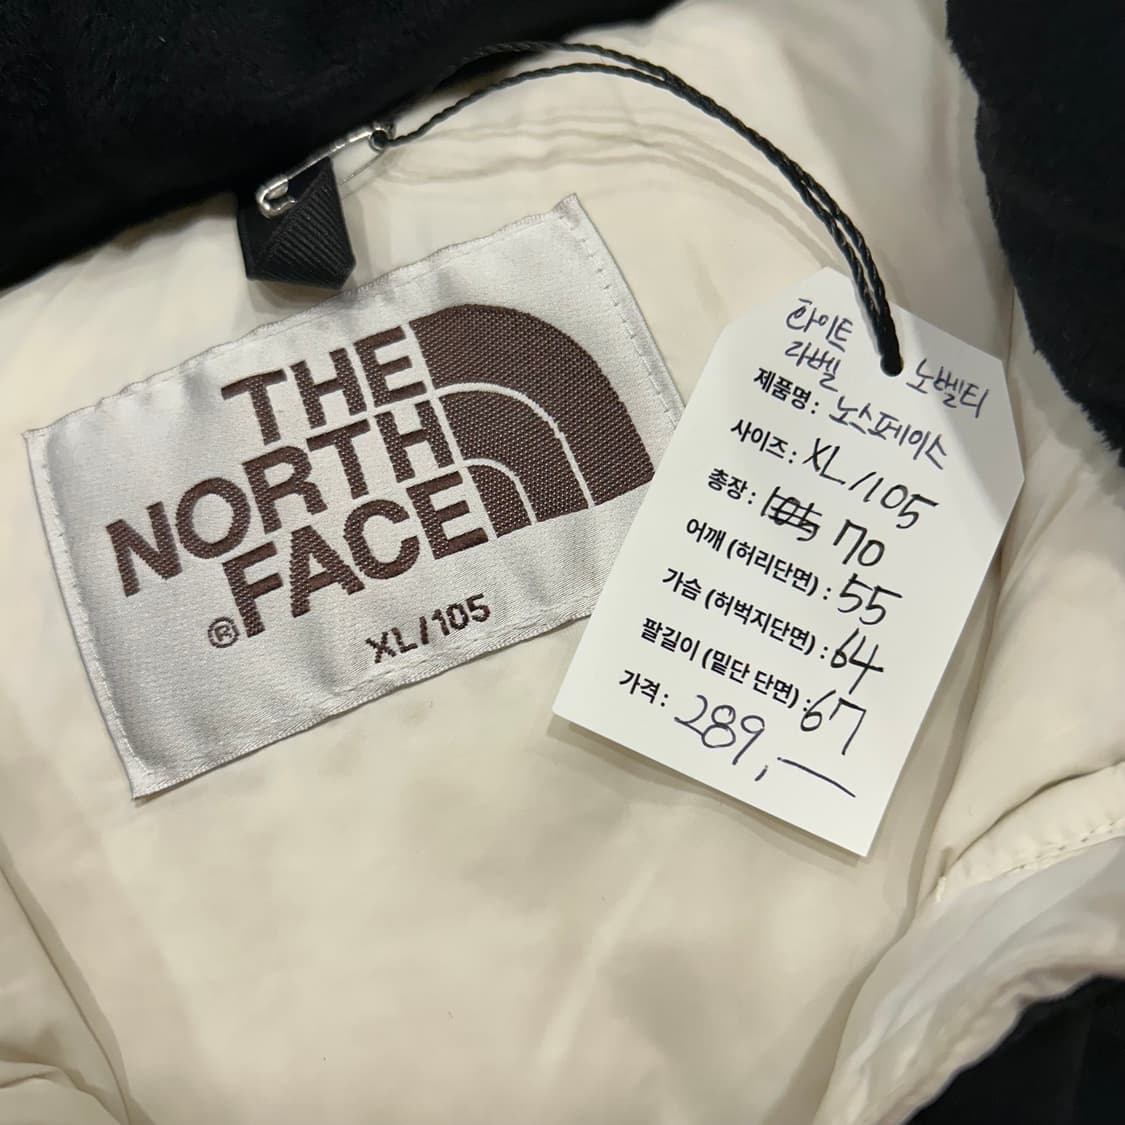 THE
NORTH
FACE
®
XL/105
화이트
라벨 노벨티
제품명: 노스페이스
사이즈: XL/105
총장: 105 70
어깨 (허리단면) : 55
가슴 (허벅지단면) : 64
팔길이 (밑단 단면) : 67
가격: 289,—